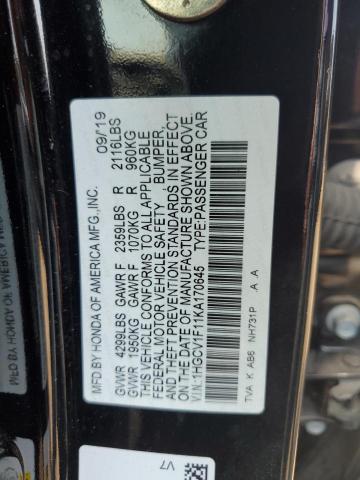 MFD.BY HONDA OF AMERICA MFG.,INC. 09/19
GVWR 4299LBS GAWR F 2359LBS R 2116LBS
GVWR 1950KG GAWR F 1070KG R 960KG
THIS VEHICLE CONFORMS TO ALL APPLICABLE
FEDERAL MOTOR VEHICLE SAFETY , BUMPER,
AND THEFT PREVENTION STANDARDS IN EFFECT
ON THE DATE OF MANUFACTURE SHOWN ABOVE.
V.I.N.:1HGCV1F11KA170645 TYPE:PASSENGER CAR
TVA K AB6 NH731P .A .A
V7